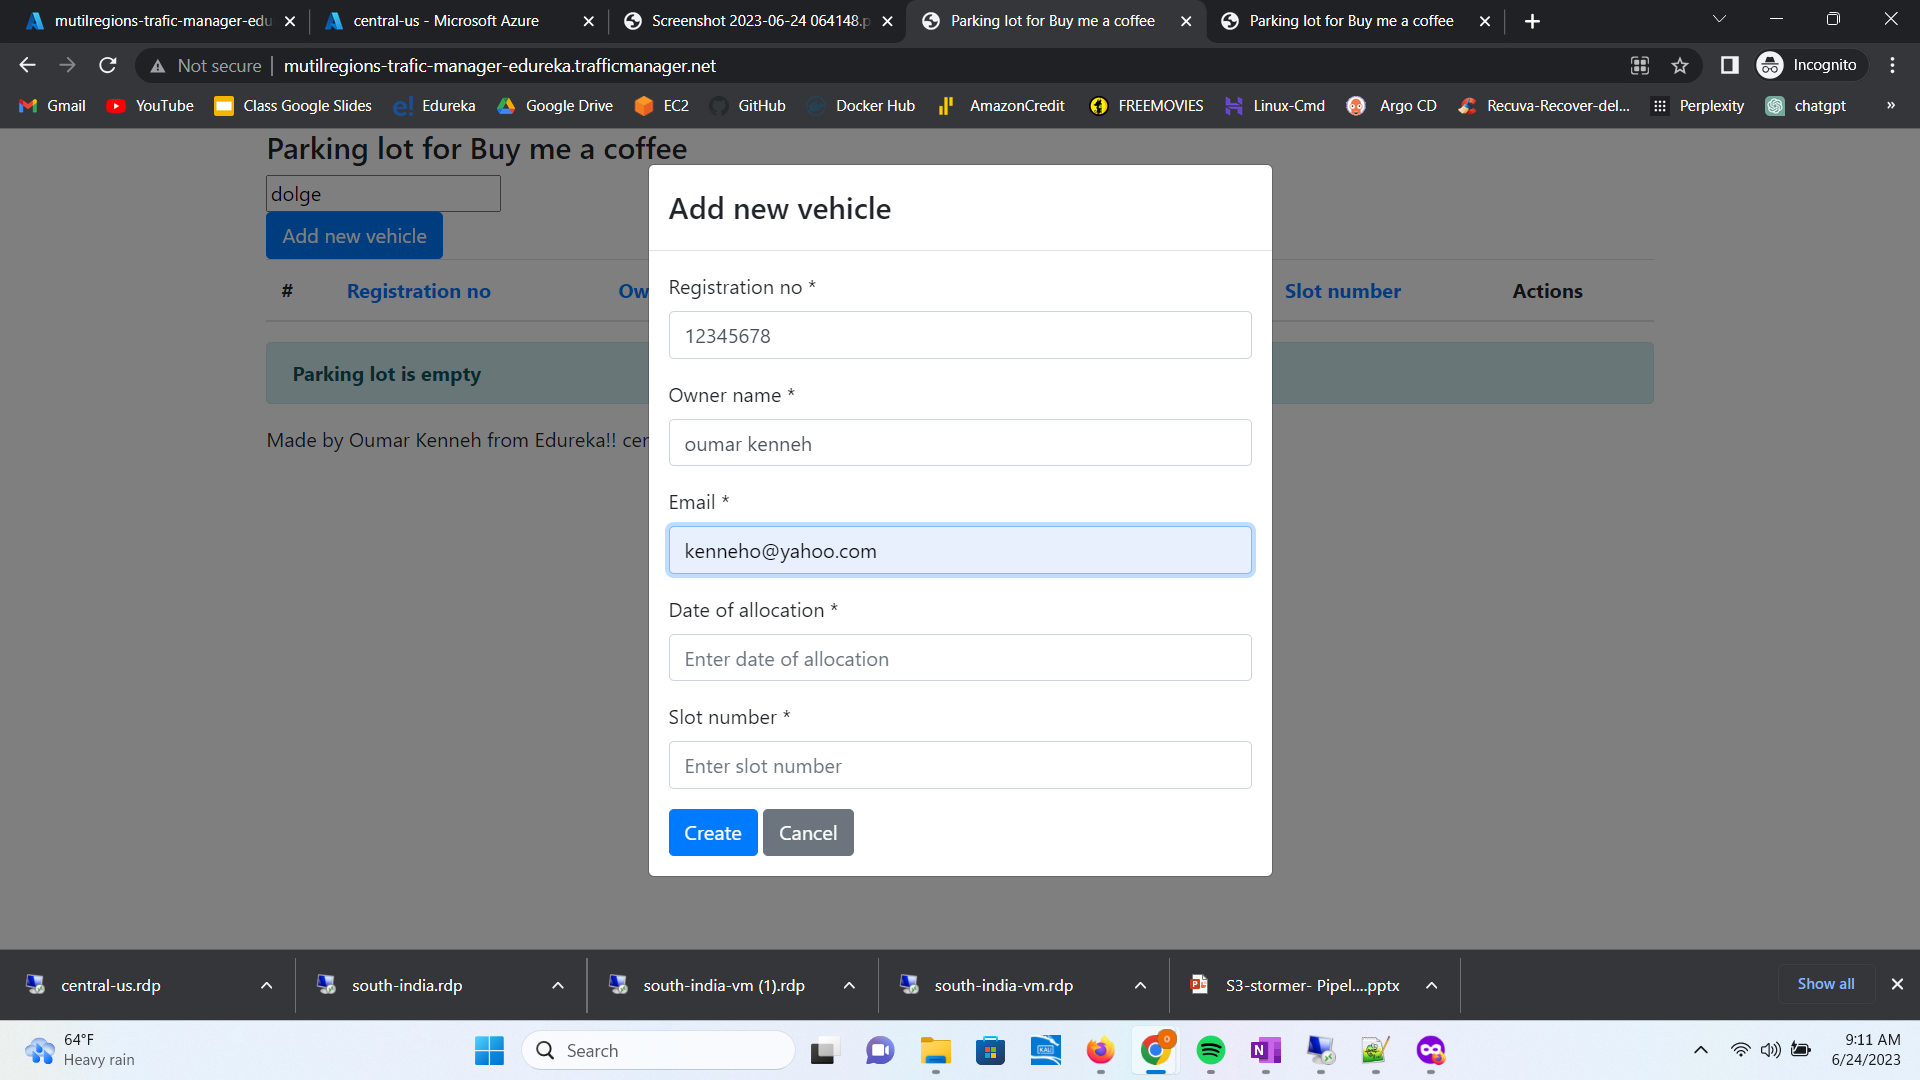 mutilregions-trafic-manager-edu
central-us - Microsoft Azure
Screenshot 2023-06-24 064148.p
Parking lot for Buy me a coffee
Parking lot for Buy me a coffee
Not secure
mutilregions-trafic-manager-edureka.trafficmanager.net
Incognito
Gmail
YouTube
Class Google Slides
Edureka
Google Drive
EC2
GitHub
Docker Hub
AmazonCredit
FREEMOVIES
Linux-Cmd
Argo CD
Recuva-Recover-del...
Perplexity
chatgpt
»
Parking lot for Buy me a coffee
dolge
Add new vehicle
# Registration no Ow Slot number Actions
Parking lot is empty
Made by Oumar Kenneh from Edureka!! cer
Add new vehicle
Registration no *
12345678
Owner name *
oumar kenneh
Email *
kenneho@yahoo.com
Date of allocation *
Enter date of allocation
Slot number *
Enter slot number
Create Cancel
central-us.rdp
south-india.rdp
south-india-vm (1).rdp
south-india-vm.rdp
S3-stormer- Pipel....pptx
Show all
64°F
Heavy rain
Search
9:11 AM
6/24/2023